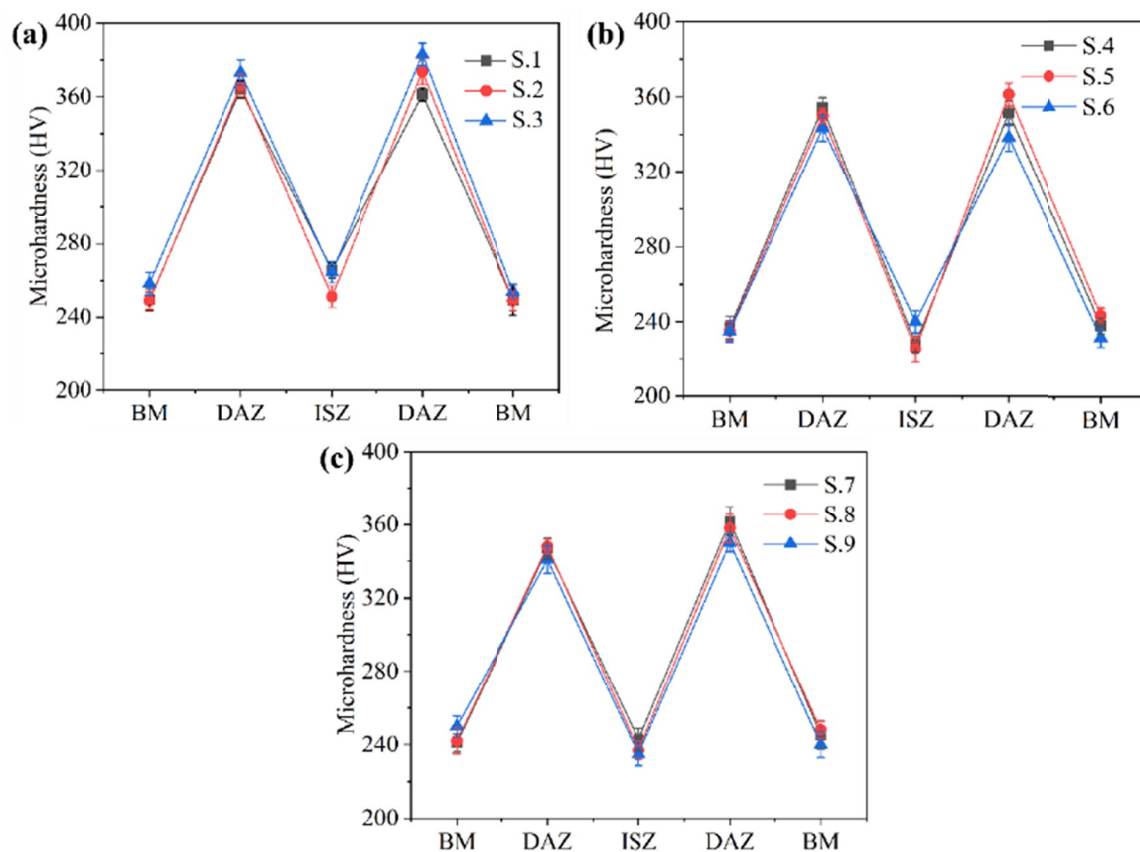 (a)
Microhardness (HV)
400
360
320
280
240
200
S.1
S.2
S.3
BM DAZ ISZ DAZ BM
(b)
Microhardness (HV)
400
360
320
280
240
200
S.4
S.5
S.6
BM DAZ ISZ DAZ BM
(c)
Microhardness (HV)
400
360
320
280
240
200
S.7
S.8
S.9
BM DAZ ISZ DAZ BM